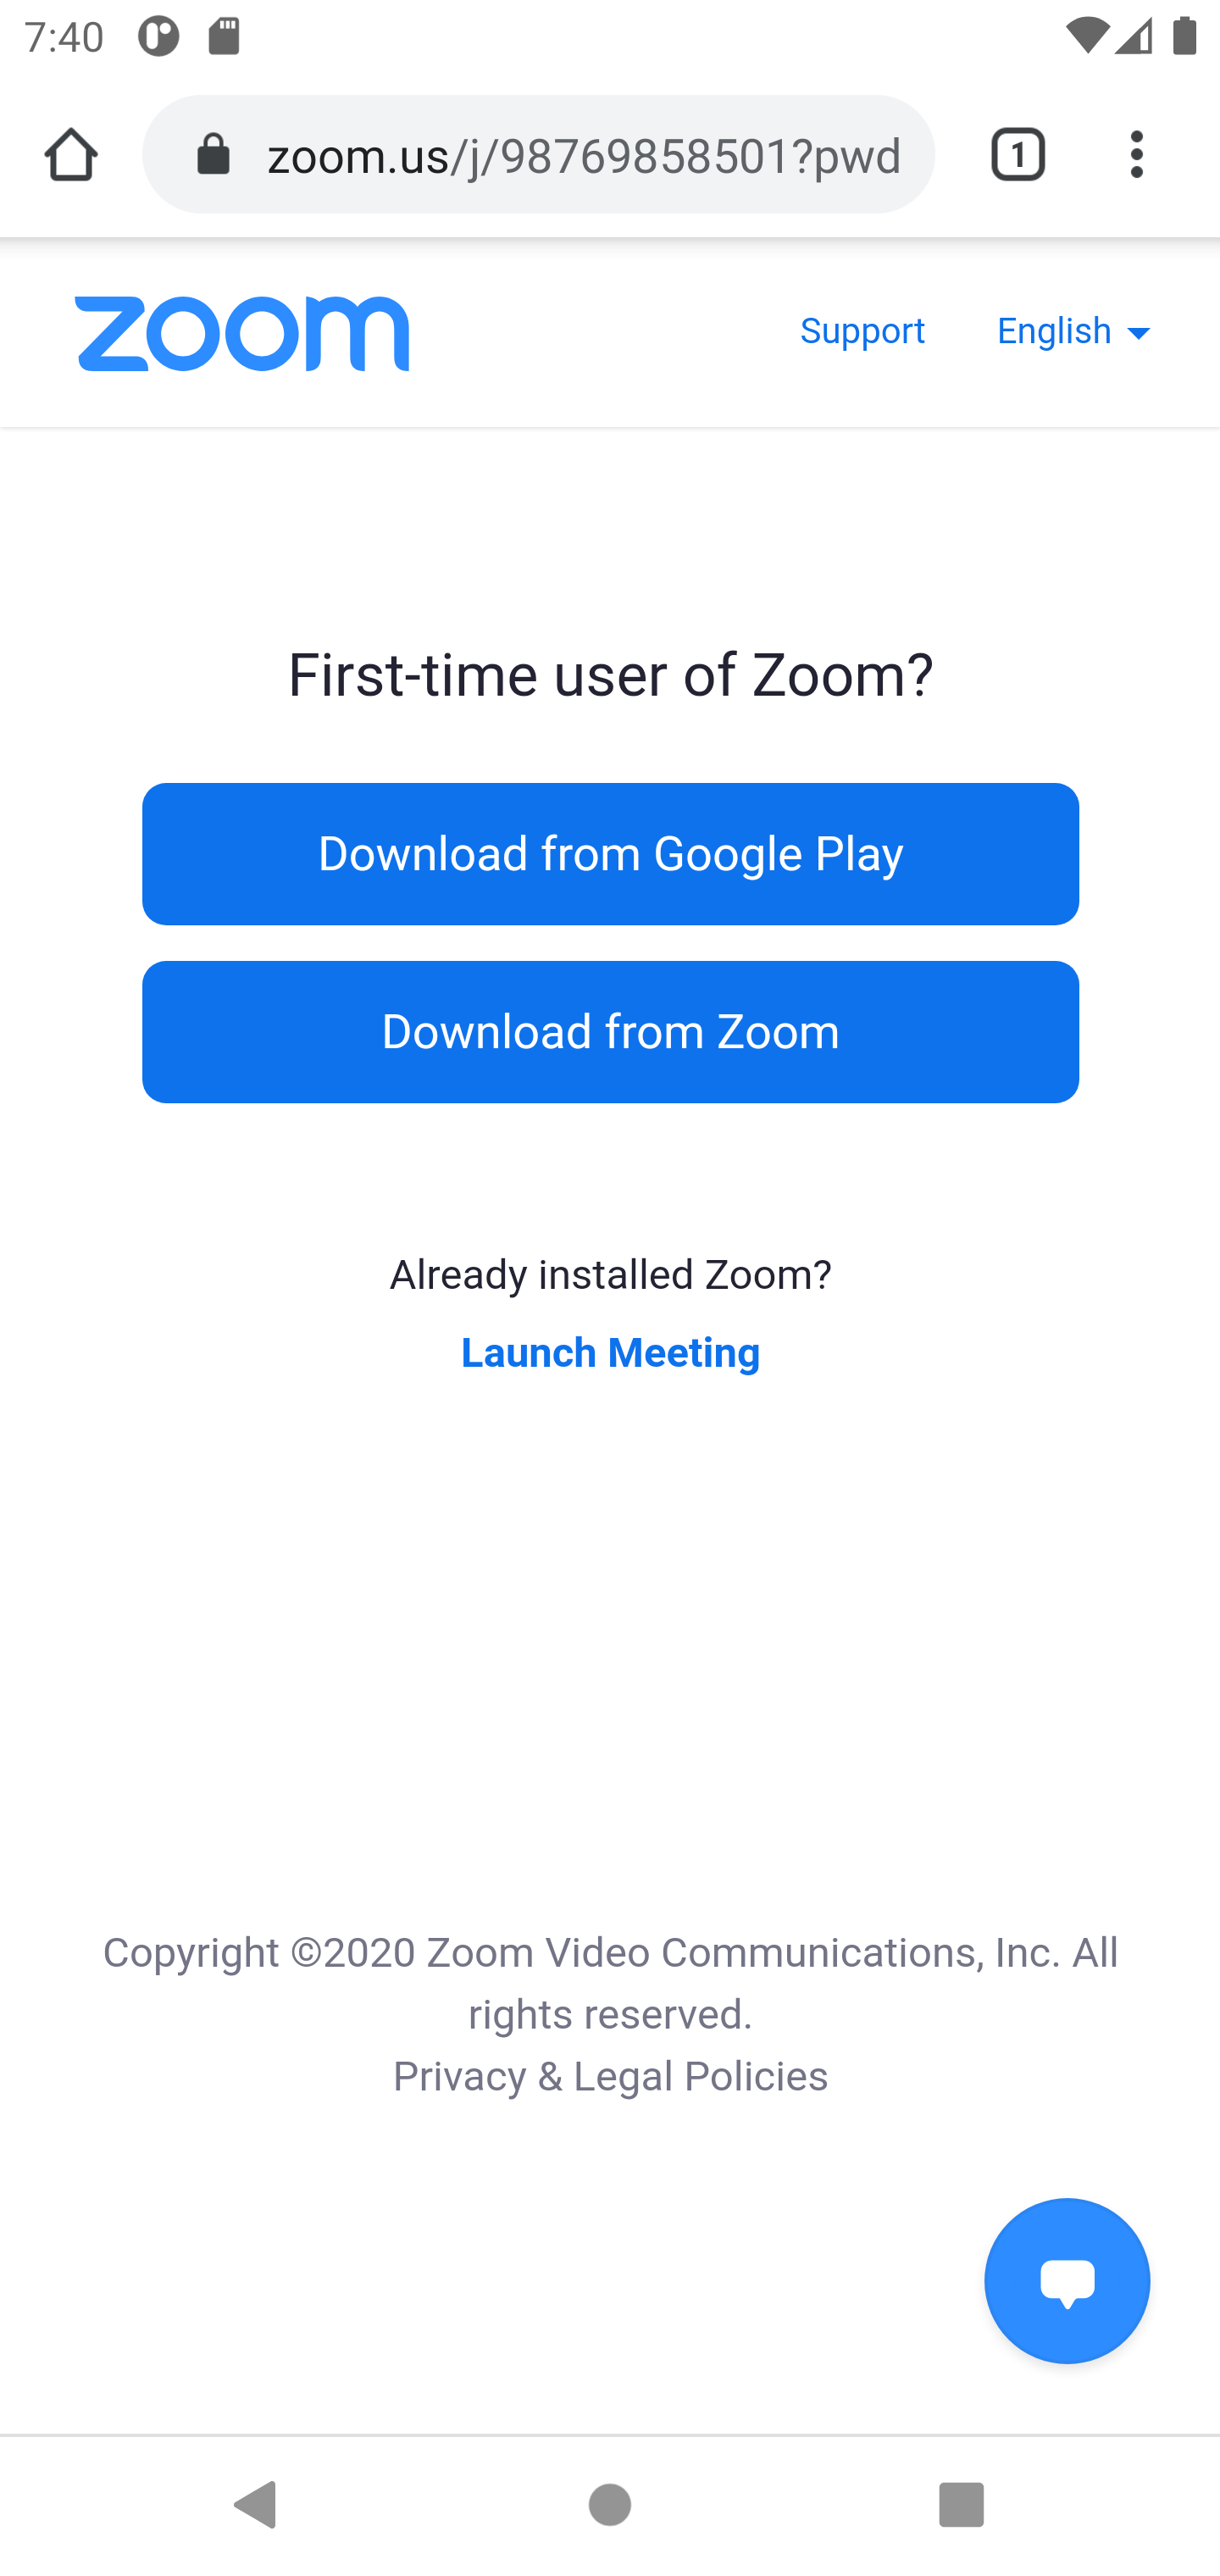 7:40
zoom.us/j/98769858501?pwd
1
zoom
Support
English
First-time user of Zoom?
Download from Google Play
Download from Zoom
Already installed Zoom?
Launch Meeting
Copyright ©2020 Zoom Video Communications, Inc. All
rights reserved.
Privacy & Legal Policies